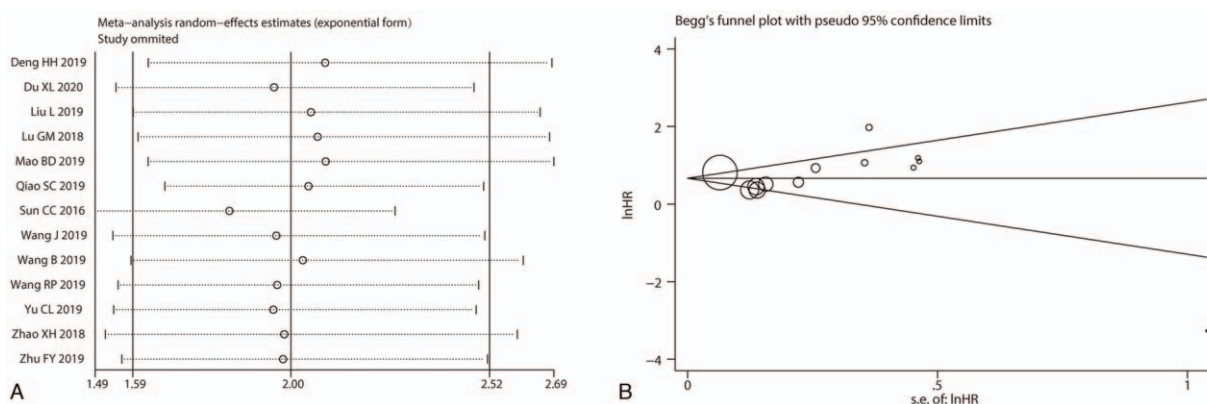 Meta-analysis random-effects estimates (exponential form)
Study ommited
Deng HH 2019
Du XL 2020
Liu L 2019
Lu GM 2018
Mao BD 2019
Qiao SC 2019
Sun CC 2016
Wang J 2019
Wang B 2019
Wang RP 2019
Yu CL 2019
Zhao XH 2018
Zhu FY 2019
1.49 1.59 2.00 2.52 2.69
A
Begg's funnel plot with pseudo 95% confidence limits
4
2
0
-2
-4
lnHR
0 .5 1
s.e. of: lnHR
B